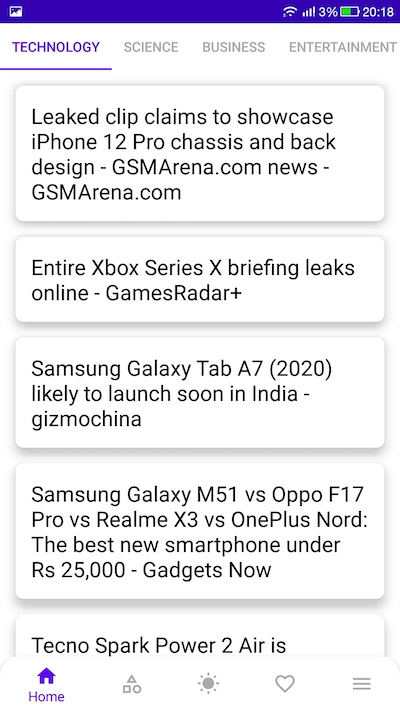 3% 20:18
TECHNOLOGY SCIENCE BUSINESS ENTERTAINMENT
Leaked clip claims to showcase
iPhone 12 Pro chassis and back
design - GSMArena.com news -
GSMArena.com
Entire Xbox Series X briefing leaks
online - GamesRadar+
Samsung Galaxy Tab A7 (2020)
likely to launch soon in India -
gizmochina
Samsung Galaxy M51 vs Oppo F17
Pro vs Realme X3 vs OnePlus Nord:
The best new smartphone under
Rs 25,000 - Gadgets Now
Tecno Spark Power 2 Air is
Home